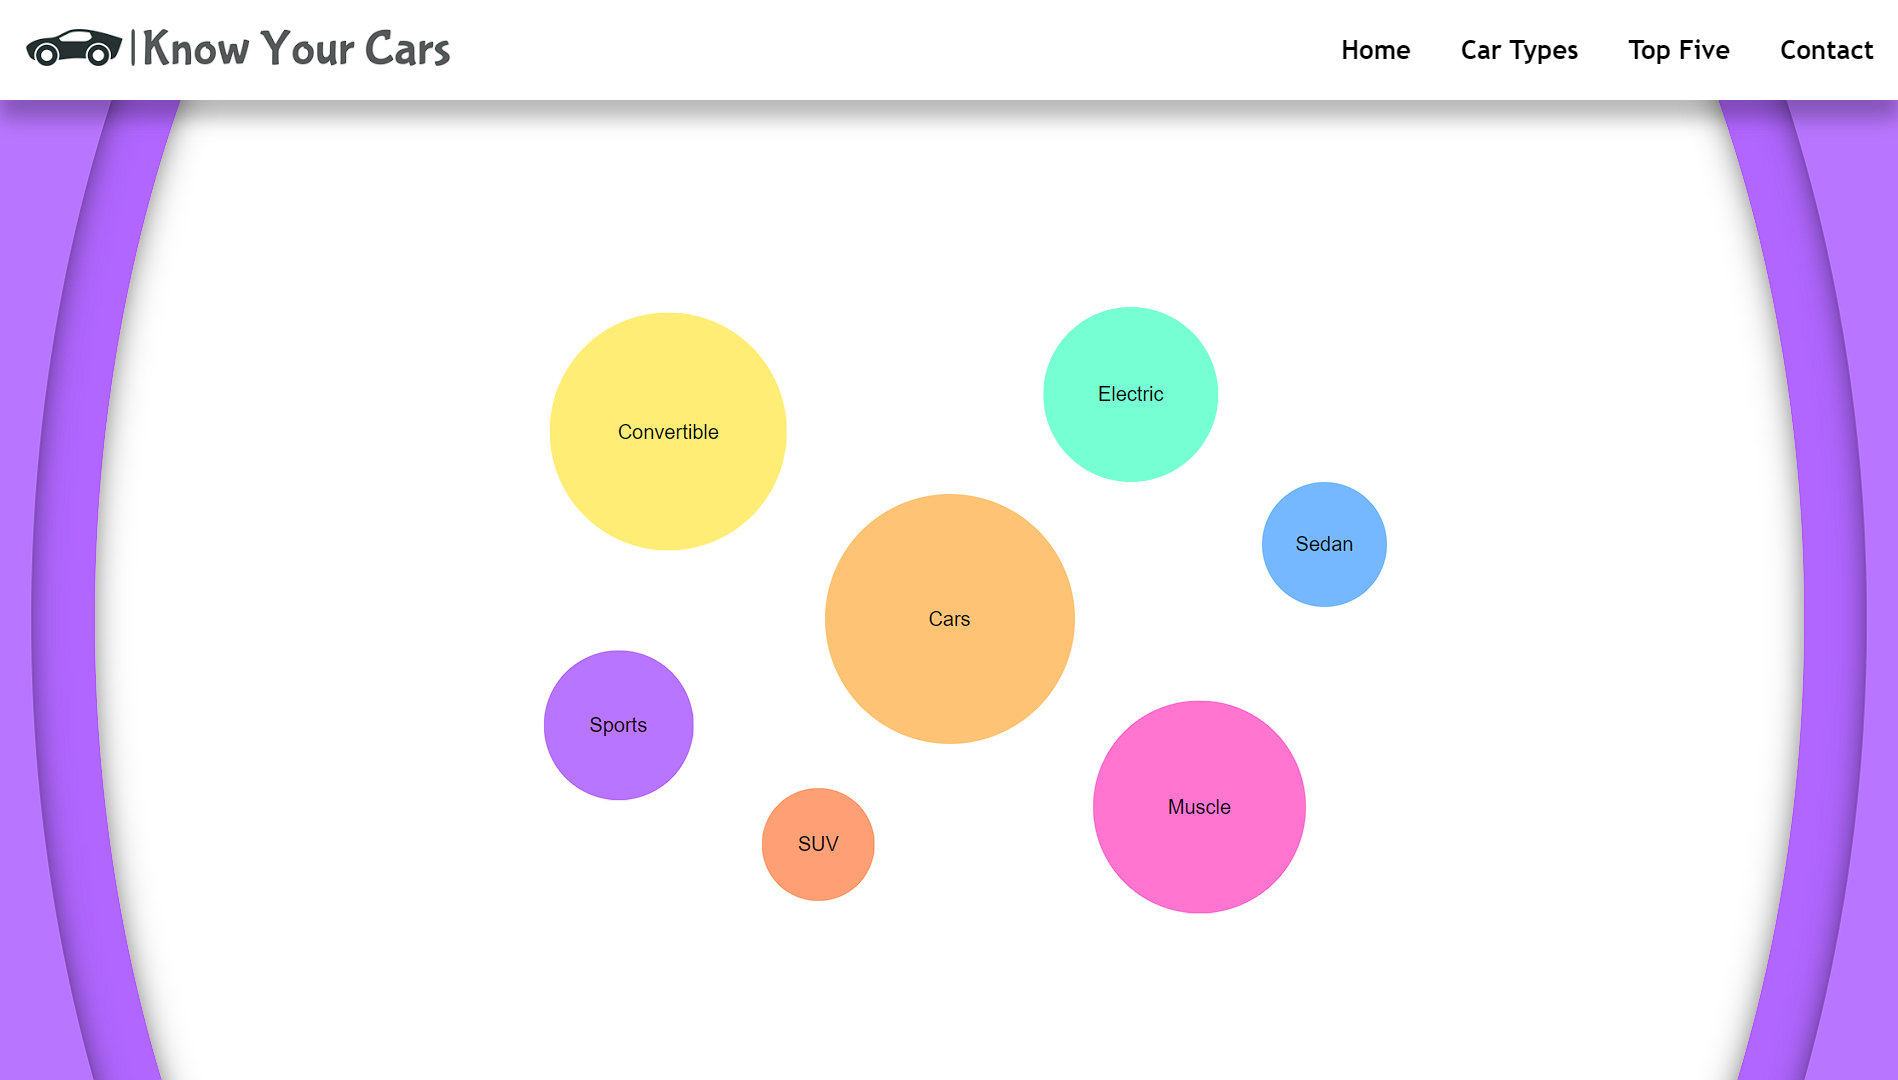 Know Your Cars
Home Car Types Top Five Contact
Convertible
Electric
Sedan
Cars
Sports
SUV
Muscle